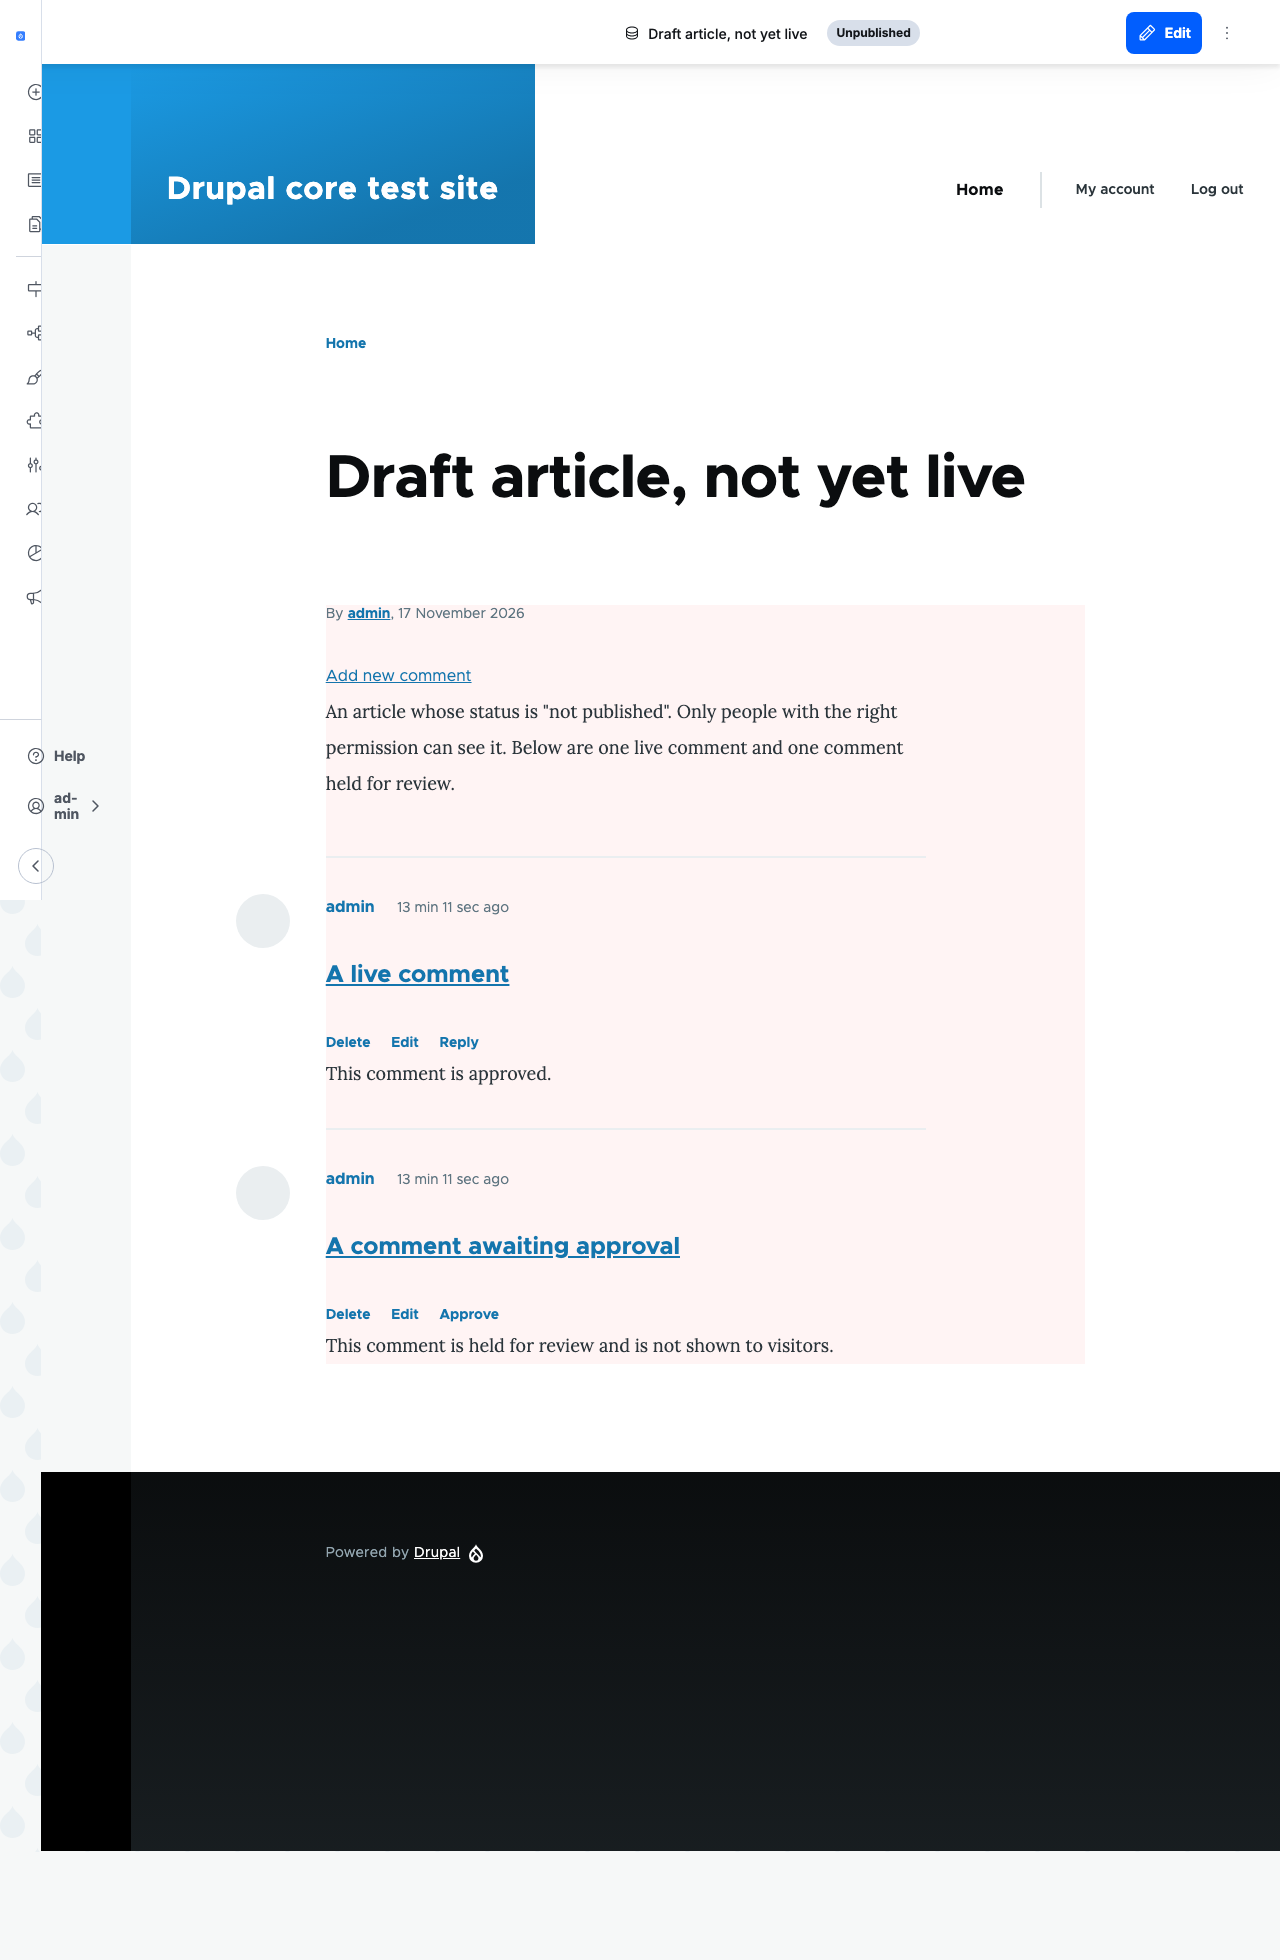 Draft article, not yet live
Unpublished
Edit
Drupal core test site
Home
My account
Log out
Home
Draft article, not yet live
By admin, 17 November 2026
Add new comment
An article whose status is "not published". Only people with the right
permission can see it. Below are one live comment and one comment
held for review.
Help
ad-
min
admin 13 min 11 sec ago
A live comment
Delete Edit Reply
This comment is approved.
admin 13 min 11 sec ago
A comment awaiting approval
Delete Edit Approve
This comment is held for review and is not shown to visitors.
Powered by Drupal